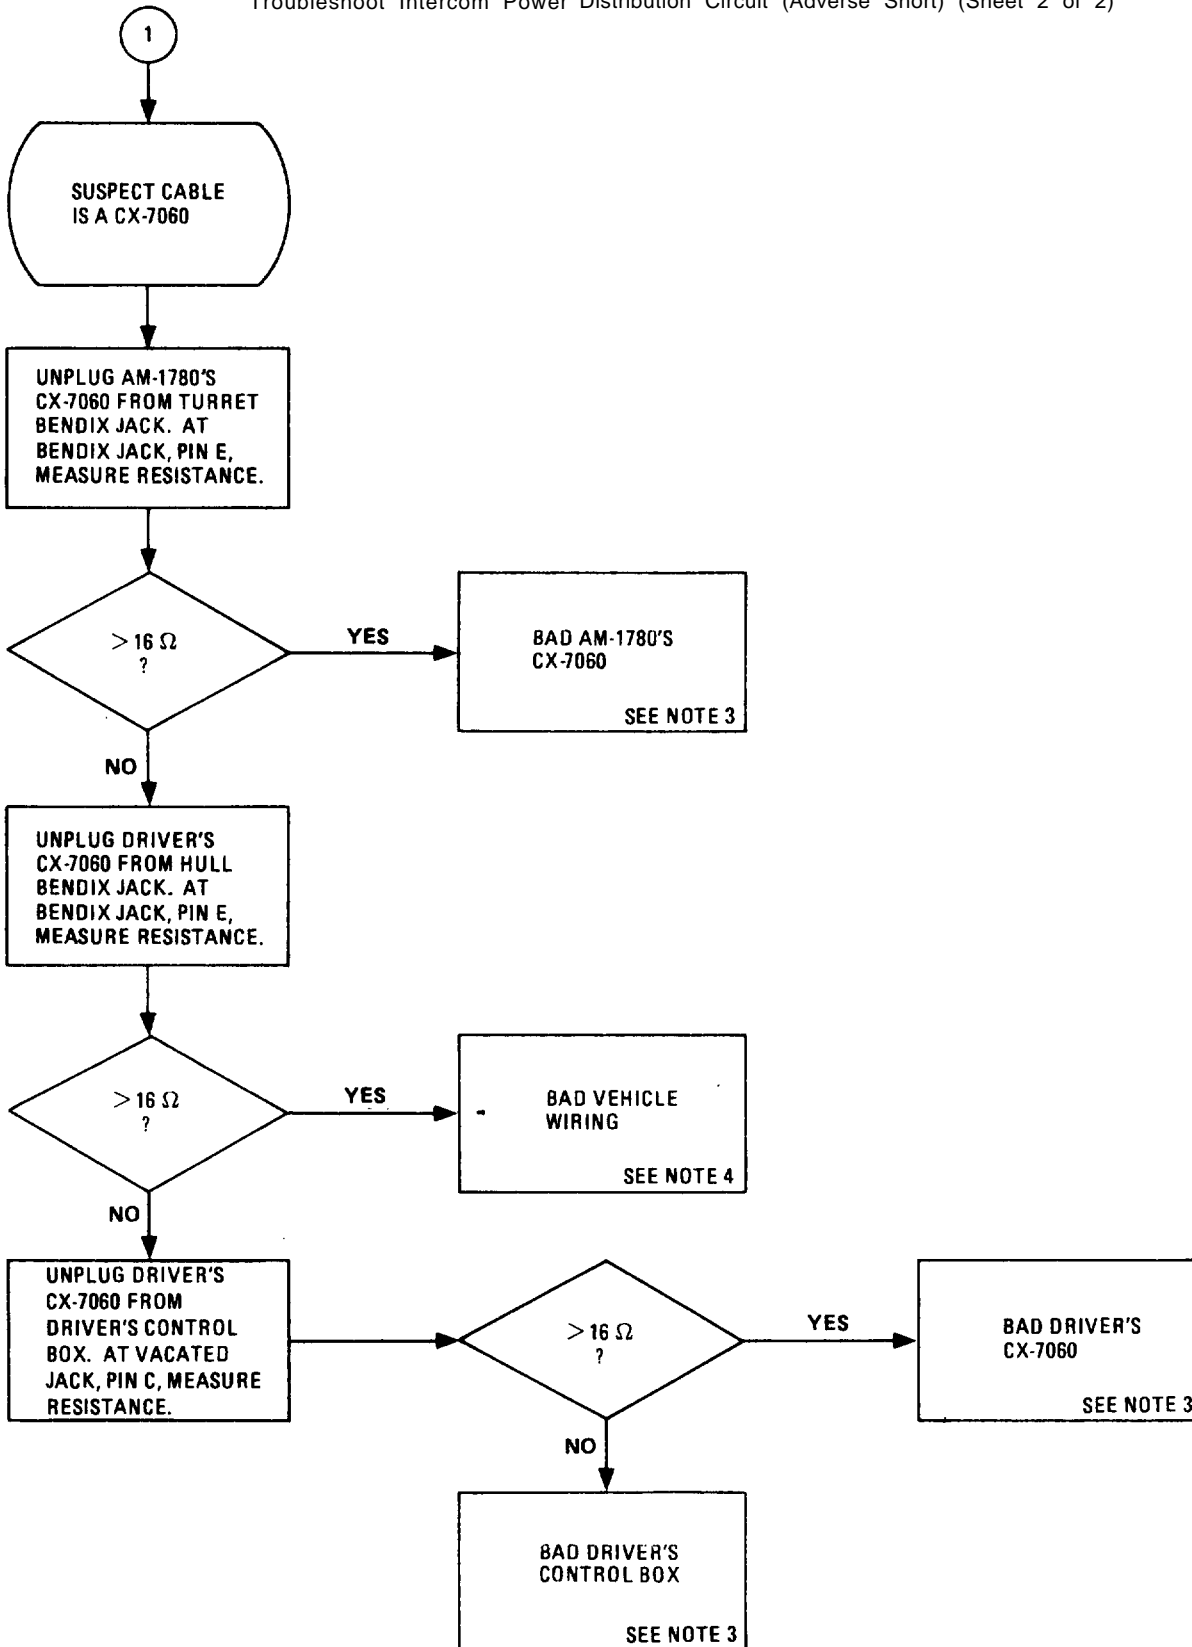 Troubleshoot Intercom Power Distribution Circuit (Adverse Short) (Sheet 2 of 2)
1
SUSPECT CABLE
IS A CX-7060
UNPLUG AM-1780'S
CX-7060 FROM TURRET
BENDIX JACK. AT
BENDIX JACK, PIN E,
MEASURE RESISTANCE.
> 16 Ω
?
YES
BAD AM-1780'S
CX-7060
SEE NOTE 3
NO
UNPLUG DRIVER'S
CX-7060 FROM HULL
BENDIX JACK. AT
BENDIX JACK, PIN E,
MEASURE RESISTANCE.
> 16 Ω
?
YES
BAD VEHICLE
WIRING
SEE NOTE 4
NO
UNPLUG DRIVER'S
CX-7060 FROM
DRIVER'S CONTROL
BOX. AT VACATED
JACK, PIN C, MEASURE
RESISTANCE.
> 16 Ω
?
YES
BAD DRIVER'S
CX-7060
SEE NOTE 3
NO
BAD DRIVER'S
CONTROL BOX
SEE NOTE 3